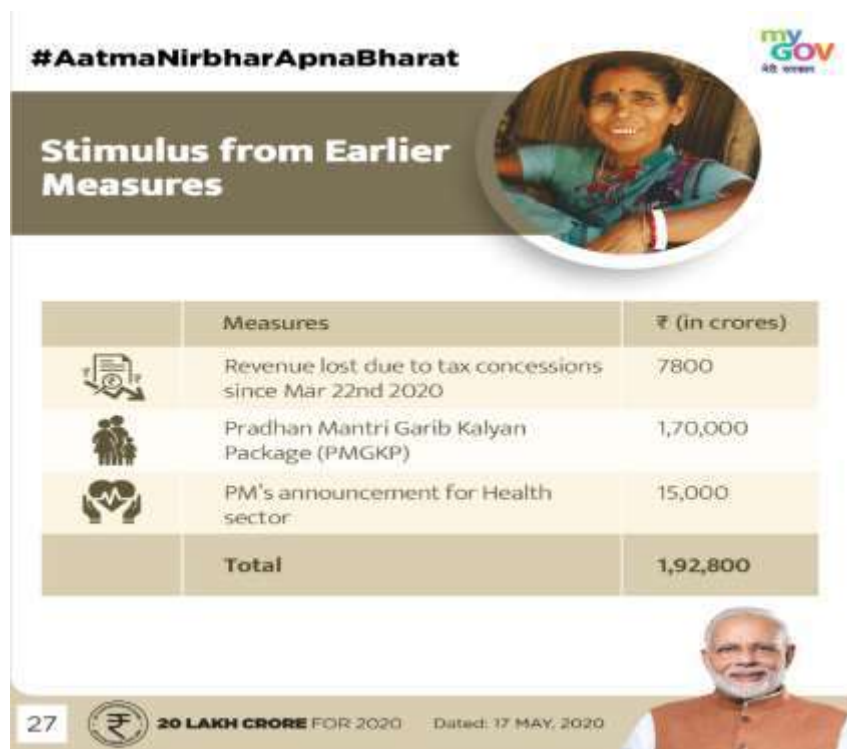 #AatmaNirbharApnaBharat
my
GOV
मेरी सरकार
Stimulus from Earlier
Measures
Measures ₹ (in crores)
Revenue lost due to tax concessions 7800
since Mar 22nd 2020
Pradhan Mantri Garib Kalyan 1,70,000
Package (PMGKP)
PM's announcement for Health 15,000
sector
Total 1,92,800
27 ₹ 20 LAKH CRORE FOR 2020 Dated: 17 MAY, 2020